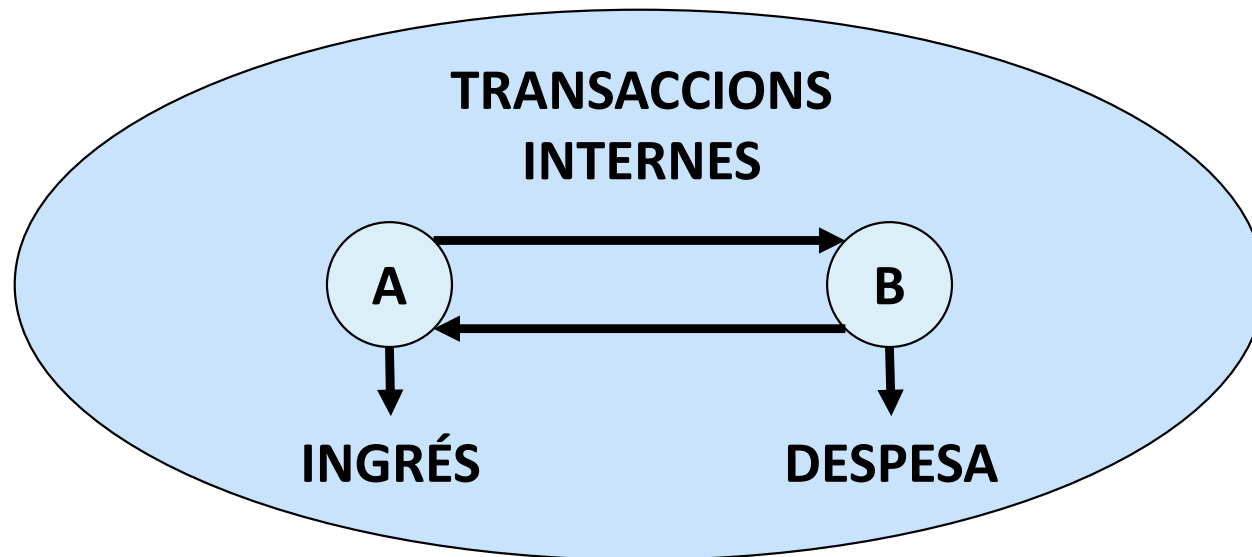 TRANSACCIONS
INTERNES
A
B
INGRÉS
DESPESA